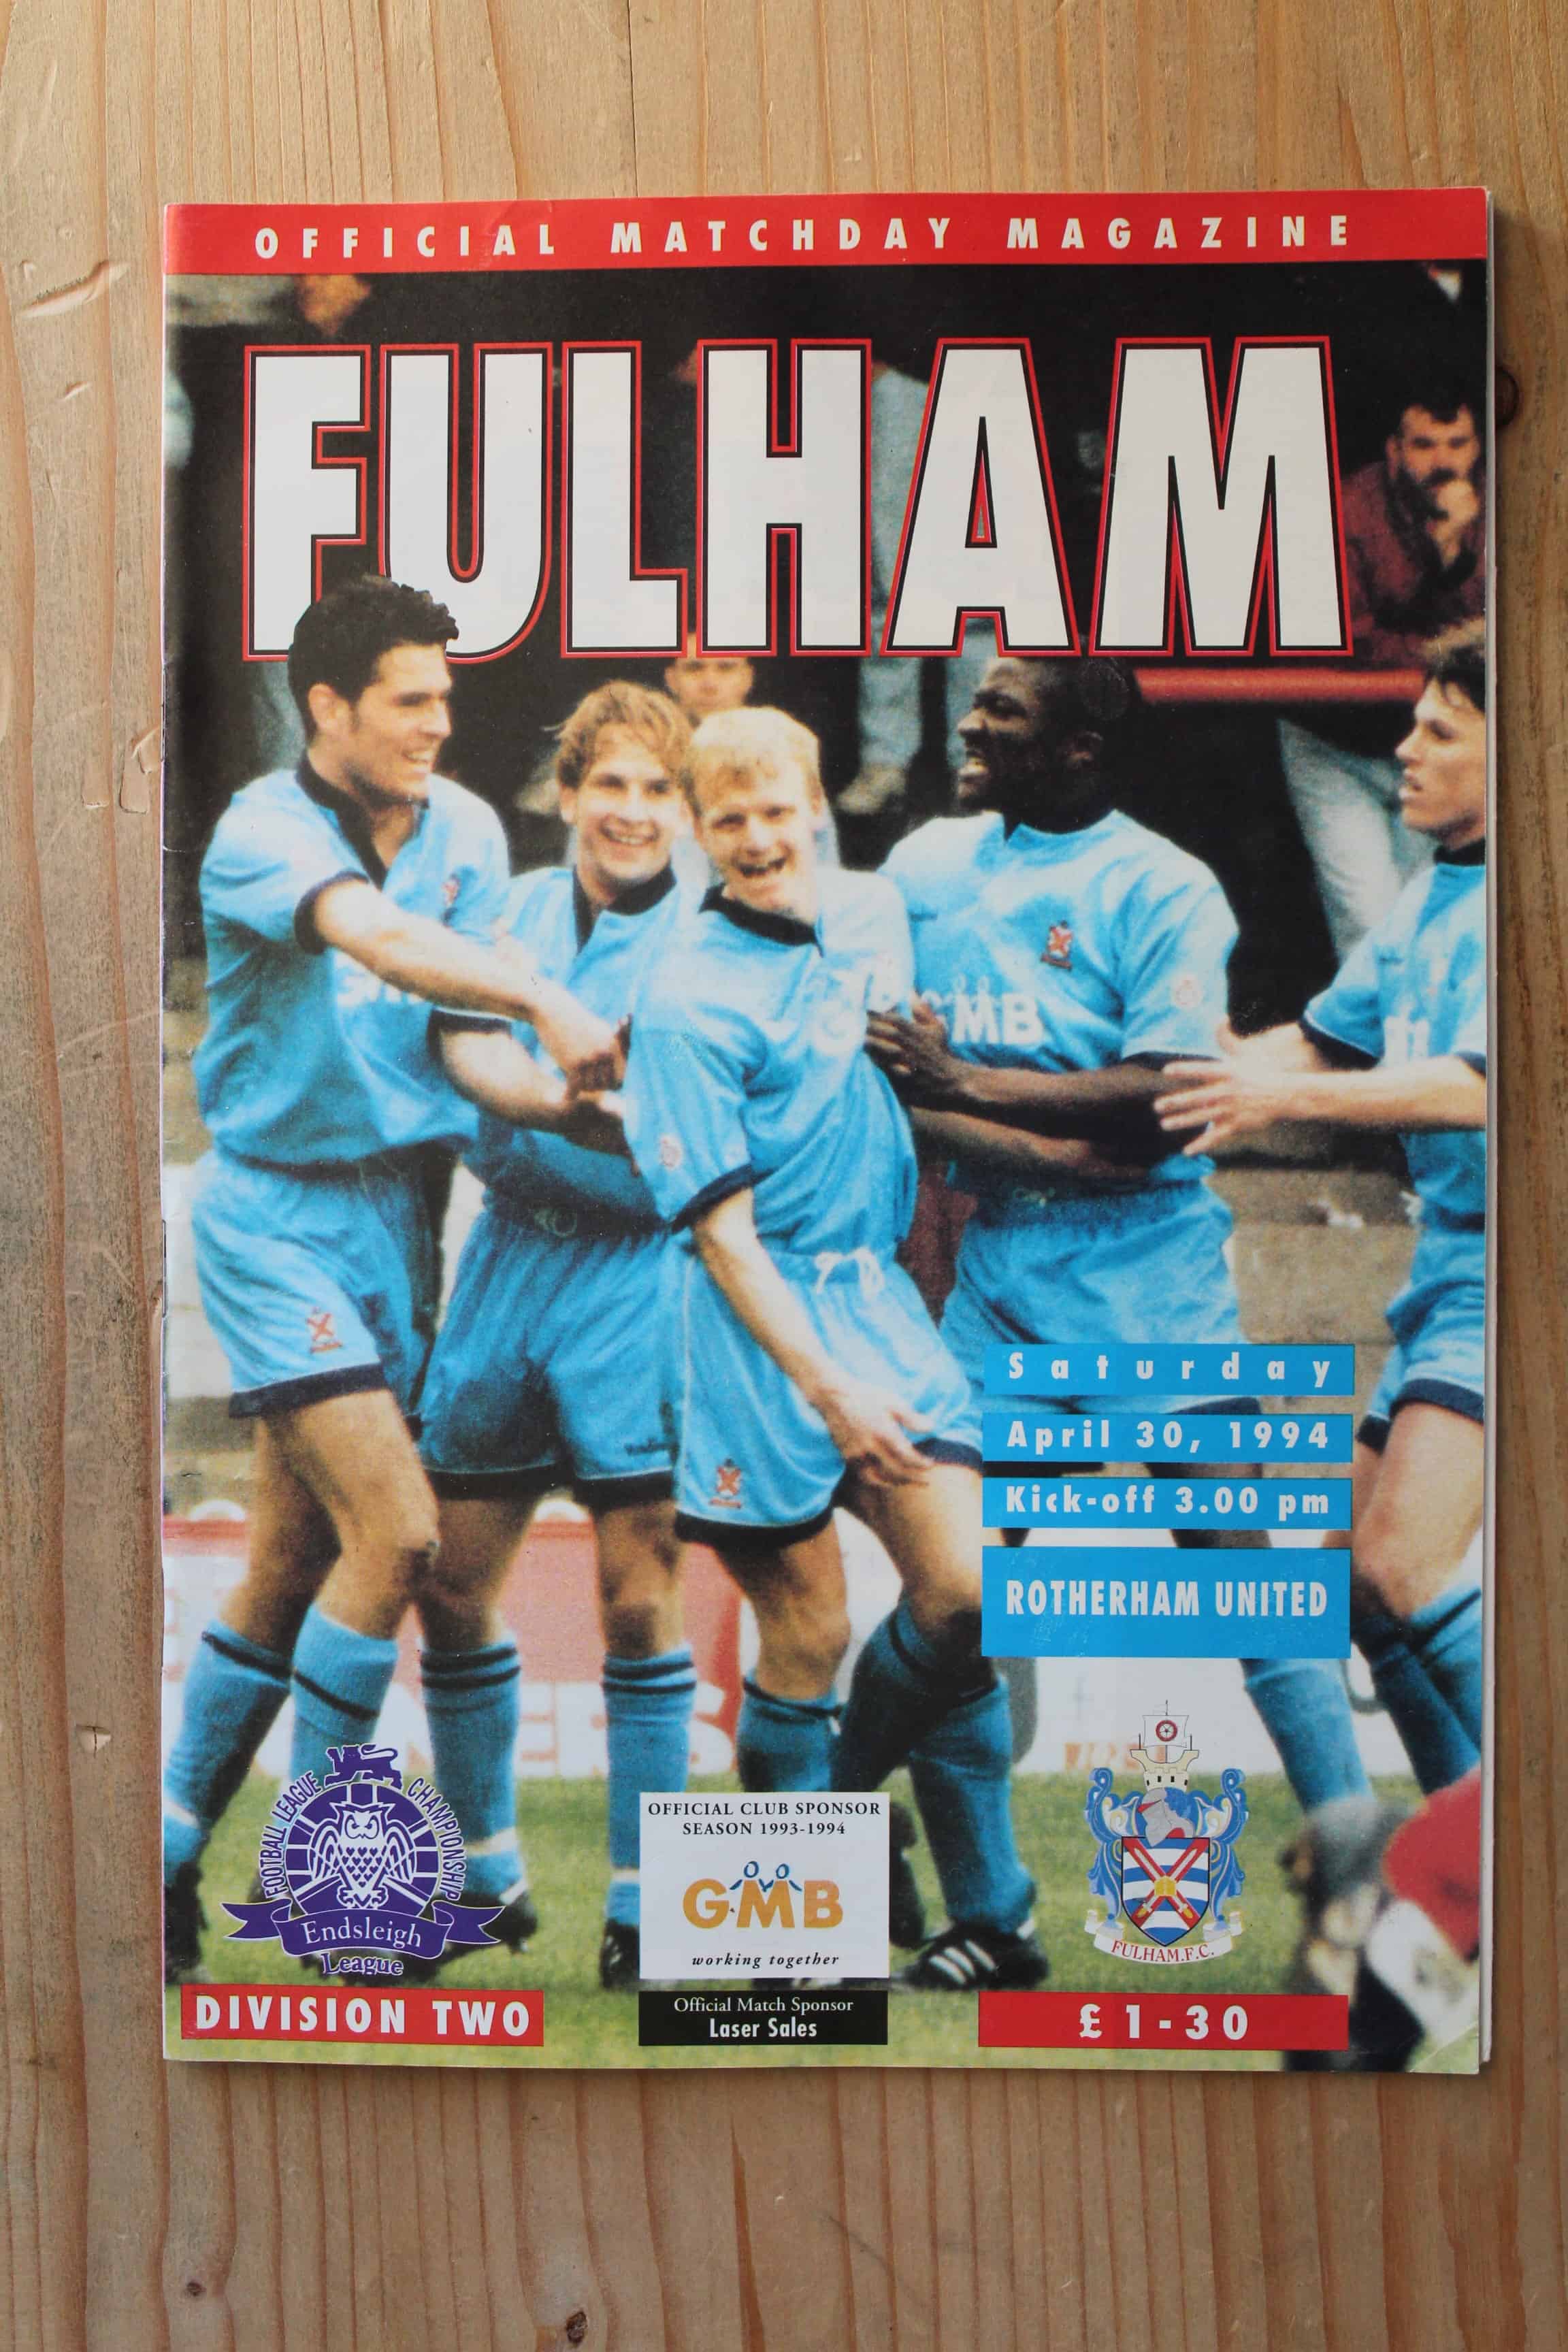 OFFICIAL MATCHDAY MAGAZINE
FULHAM
GMB
Saturday
April 30, 1994
Kick-off 3.00 pm
ROTHERHAM UNITED
FOOTBALL LEAGUE CHAMPIONSHIP
Endsleigh
League
DIVISION TWO
OFFICIAL CLUB SPONSOR
SEASON 1993-1994
GMB
working together
Official Match Sponsor
Laser Sales
FULHAM.F.C.
£1-30